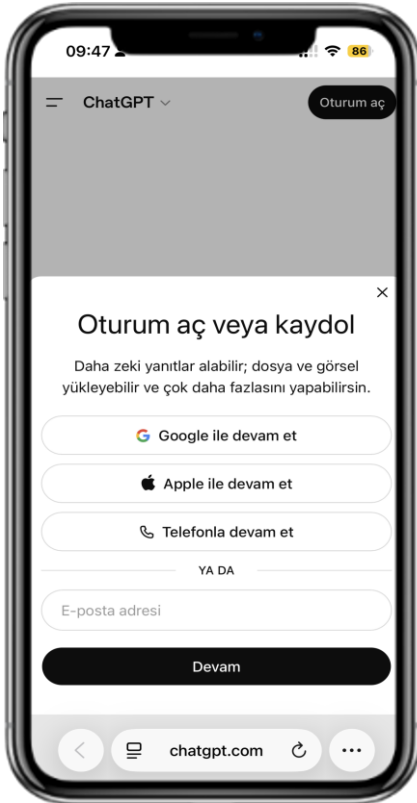 09:47
86
ChatGPT
Oturum aç
Oturum aç veya kaydol
Daha zeki yanıtlar alabilir; dosya ve görsel
yükleyebilir ve çok daha fazlasını yapabilirsin.
Google ile devam et
Apple ile devam et
Telefonla devam et
YA DA
E-posta adresi
Devam
chatgpt.com